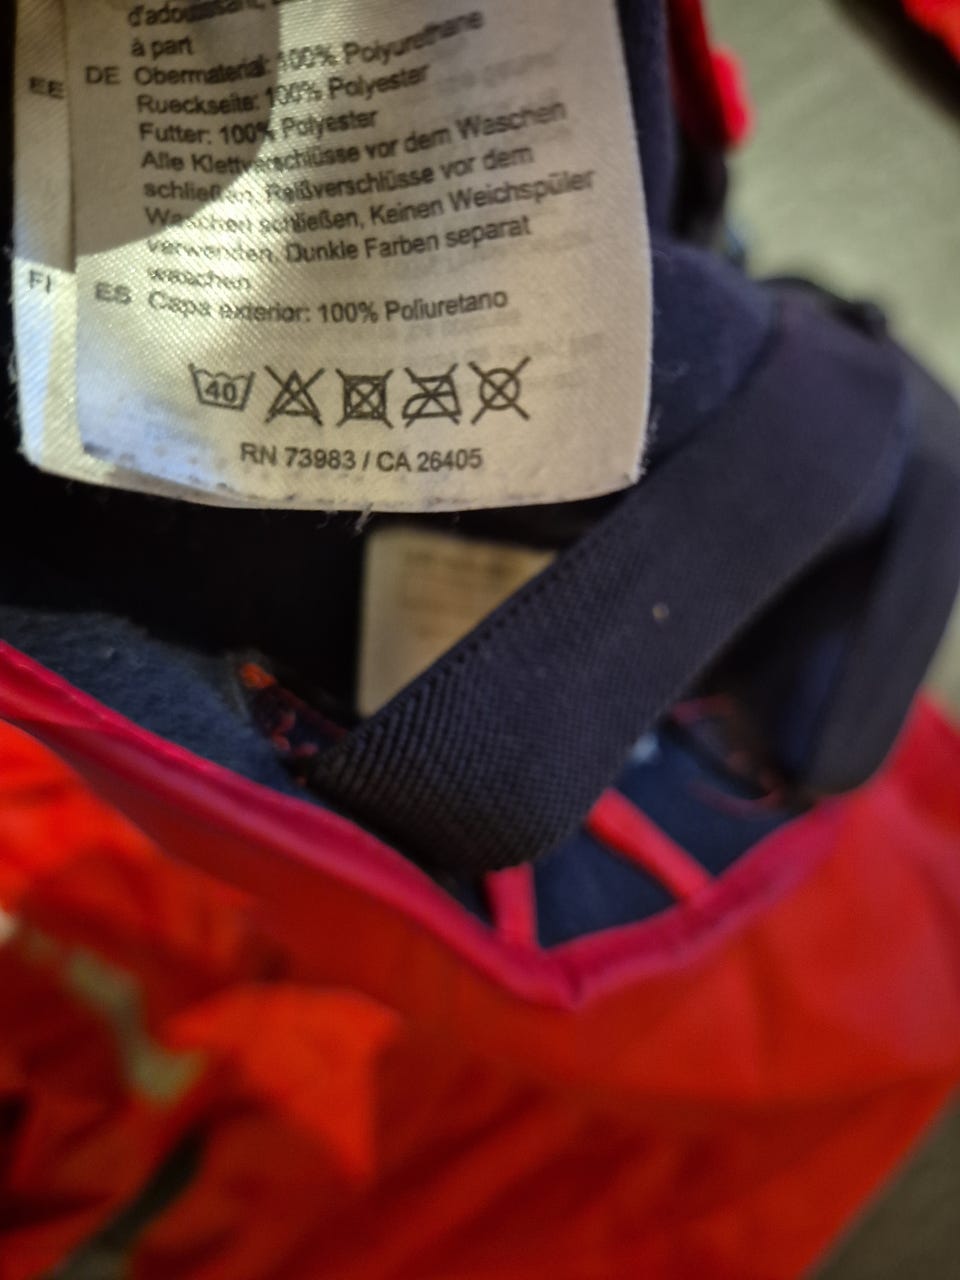 d'adoucissant,
à part
EE DE Obermaterial: 100% Polyurethane
Rueckseite: 100% Polyester
Futter: 100% Polyester
Alle Klettverschlüsse vor dem Waschen
schließen, Reißverschlüsse vor dem
Waschen schließen, Keinen Weichspüler
verwenden, Dunkle Farben separat
waschen
FI ES Capa exterior: 100% Poliuretano
40
RN 73983 / CA 26405